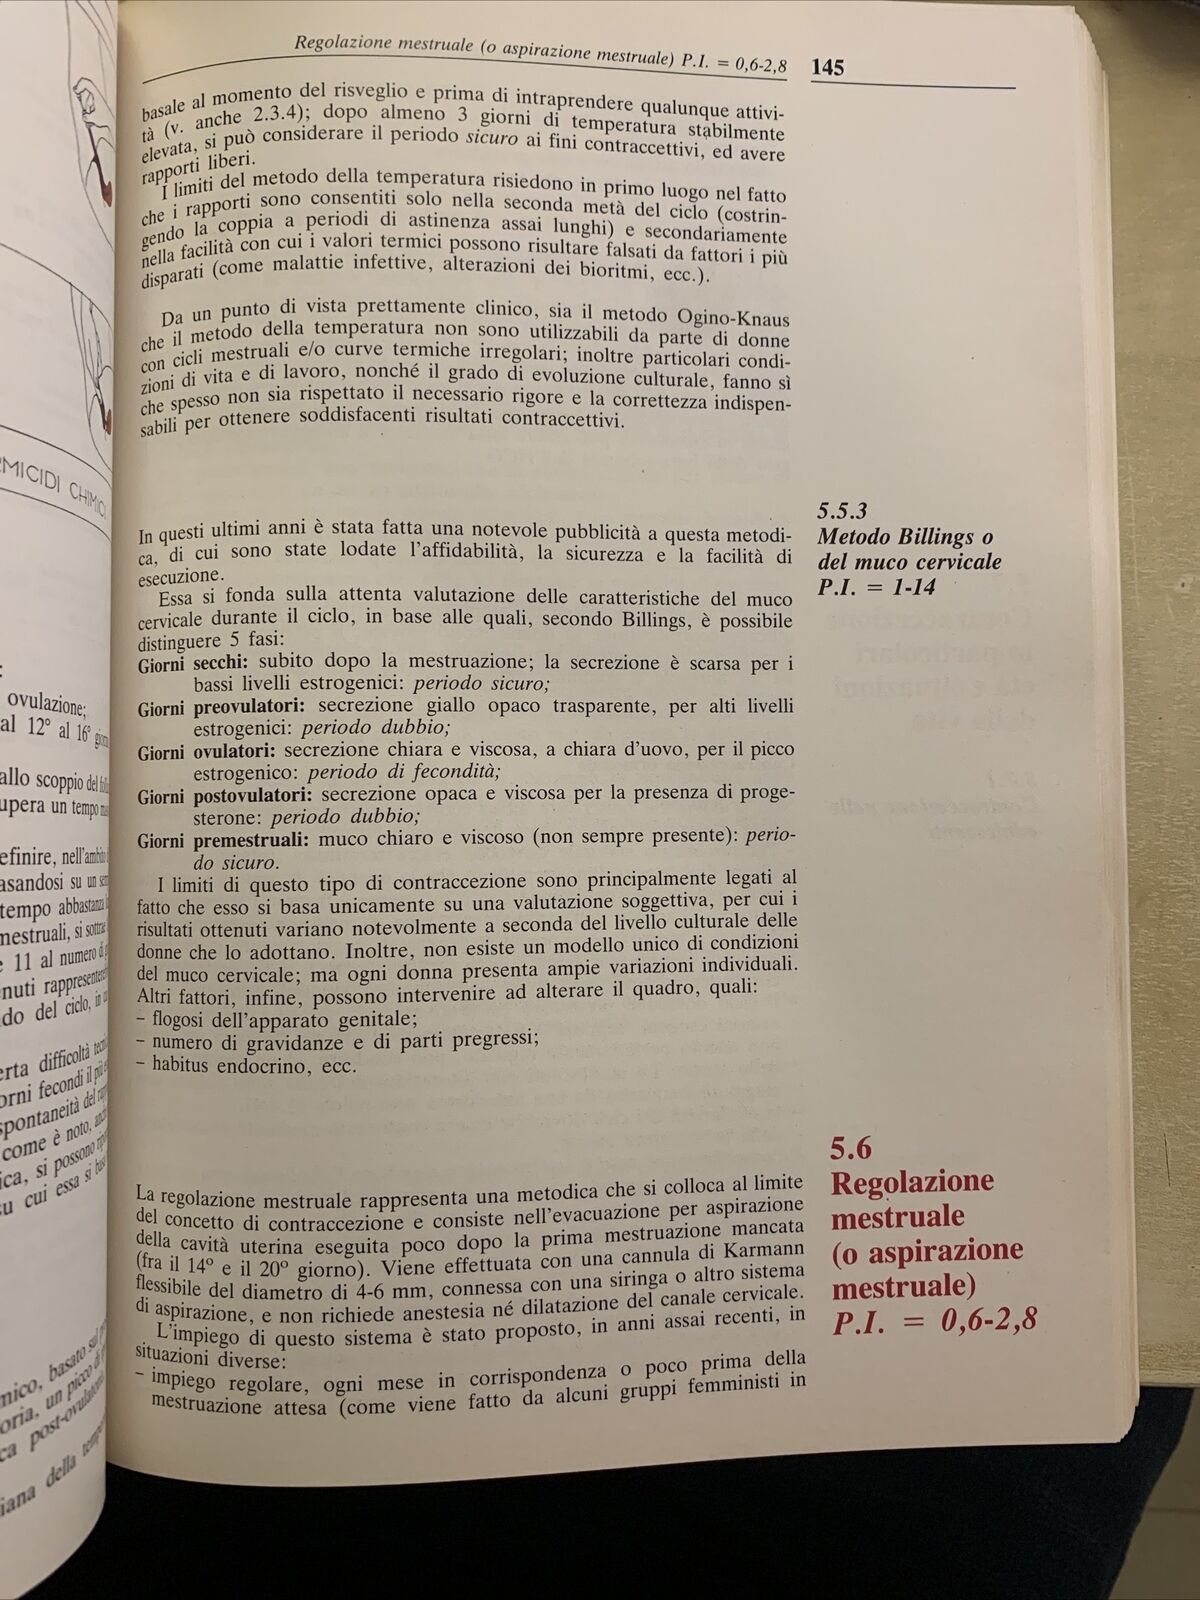 Regolazione mestruale (o aspirazione mestruale) P.I. = 0,6-2,8 145
basale al momento del risveglio e prima di intraprendere qualunque attivi-
tà (v. anche 2.3.4); dopo almeno 3 giorni di temperatura stabilmente
elevata, si può considerare il periodo sicuro ai fini contraccettivi, ed avere
rapporti liberi.
I limiti del metodo della temperatura risiedono in primo luogo nel fatto
che i rapporti sono consentiti solo nella seconda metà del ciclo (costrin-
gendo la coppia a periodi di astinenza assai lunghi) e secondariamente
nella facilità con cui i valori termici possono risultare falsati da fattori i più
disparati (come malattie infettive, alterazioni dei bioritmi, ecc.).
Da un punto di vista prettamente clinico, sia il metodo Ogino-Knaus
che il metodo della temperatura non sono utilizzabili da parte di donne
con cicli mestruali e/o curve termiche irregolari; inoltre particolari condi-
zioni di vita e di lavoro, nonché il grado di evoluzione culturale, fanno sì
che spesso non sia rispettato il necessario rigore e la correttezza indispen-
sabili per ottenere soddisfacenti risultati contraccettivi.
5.5.3
Metodo Billings o
del muco cervicale
P.I. = 1-14
In questi ultimi anni è stata fatta una notevole pubblicità a questa metodi-
ca, di cui sono state lodate l'affidabilità, la sicurezza e la facilità di
esecuzione.
Essa si fonda sulla attenta valutazione delle caratteristiche del muco
cervicale durante il ciclo, in base alle quali, secondo Billings, è possibile
distinguere 5 fasi:
Giorni secchi: subito dopo la mestruazione; la secrezione è scarsa per i
bassi livelli estrogenici: periodo sicuro;
Giorni preovulatori: secrezione giallo opaco trasparente, per alti livelli
estrogenici: periodo dubbio;
Giorni ovulatori: secrezione chiara e viscosa, a chiara d'uovo, per il picco
estrogenico: periodo di fecondità;
Giorni postovulatori: secrezione opaca e viscosa per la presenza di proge-
sterone: periodo dubbio;
Giorni premestruali: muco chiaro e viscoso (non sempre presente): perio-
do sicuro.
I limiti di questo tipo di contraccezione sono principalmente legati al
fatto che esso si basa unicamente su una valutazione soggettiva, per cui i
risultati ottenuti variano notevolmente a seconda del livello culturale delle
donne che lo adottano. Inoltre, non esiste un modello unico di condizioni
del muco cervicale; ma ogni donna presenta ampie variazioni individuali.
Altri fattori, infine, possono intervenire ad alterare il quadro, quali:
– flogosi dell'apparato genitale;
– numero di gravidanze e di parti pregressi;
– habitus endocrino, ecc.
5.6
Regolazione
mestruale
(o aspirazione
mestruale)
P.I. = 0,6-2,8
La regolazione mestruale rappresenta una metodica che si colloca al limite
del concetto di contraccezione e consiste nell'evacuazione per aspirazione
della cavità uterina eseguita poco dopo la prima mestruazione mancata
(fra il 14° e il 20° giorno). Viene effettuata con una cannula di Karmann
flessibile del diametro di 4-6 mm, connessa con una siringa o altro sistema
di aspirazione, e non richiede anestesia né dilatazione del canale cervicale.
L'impiego di questo sistema è stato proposto, in anni assai recenti, in
situazioni diverse:
– impiego regolare, ogni mese in corrispondenza o poco prima della
mestruazione attesa (come viene fatto da alcuni gruppi femministi in